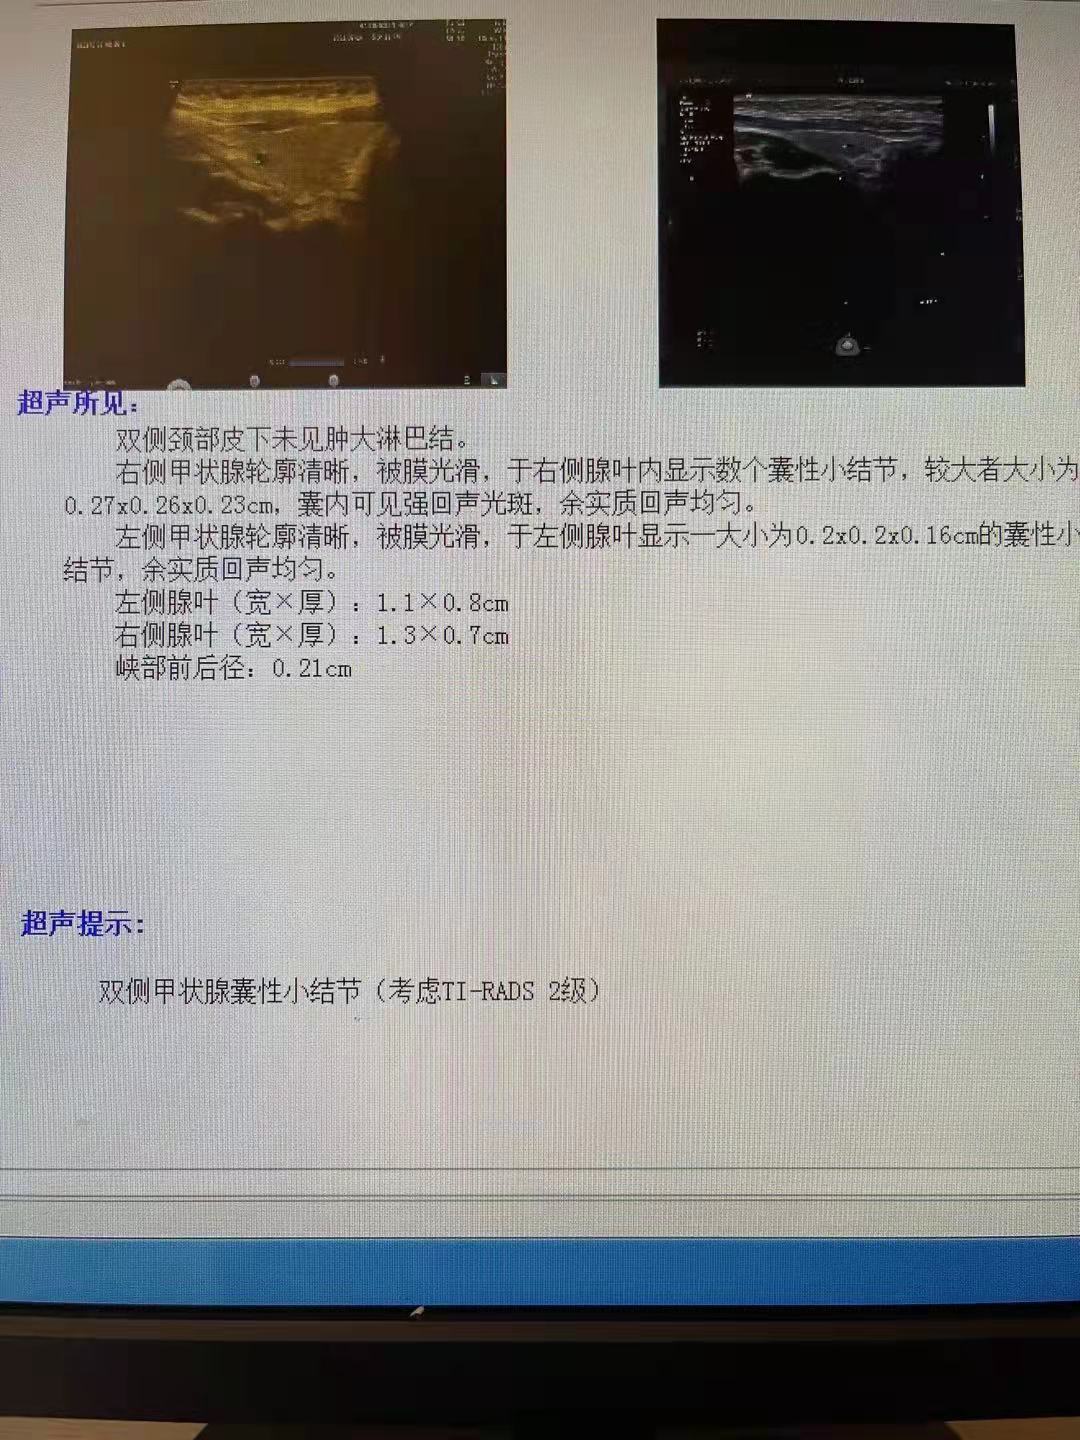 超声所见:
双侧颈部皮下未见肿大淋巴结。
右侧甲状腺轮廓清晰，被膜光滑，于右侧腺叶内显示数个囊性小结节，较大者大小为
0.27x0.26x0.23cm，囊内可见强回声光斑，余实质回声均匀。
左侧甲状腺轮廓清晰，被膜光滑，于左侧腺叶显示一大小为0.2x0.2x0.16cm的囊性小
结节，余实质回声均匀。
左侧腺叶（宽×厚）：1.1×0.8cm
右侧腺叶（宽×厚）：1.3×0.7cm
峡部前后径：0.21cm
超声提示:
双侧甲状腺囊性小结节（考虑TI-RADS 2级）